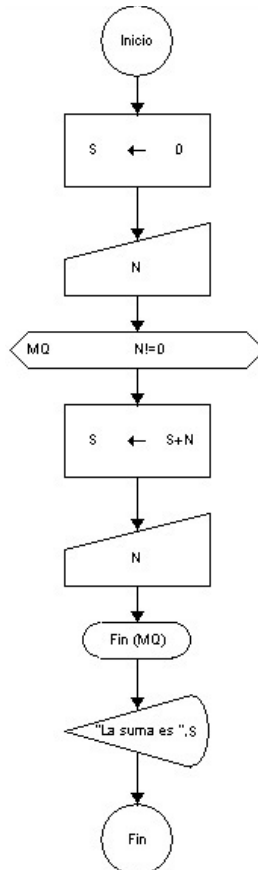 Inicio
S ← 0
N
MQ N!=0
S ← S+N
N
Fin (MQ)
"La suma es ",S
Fin